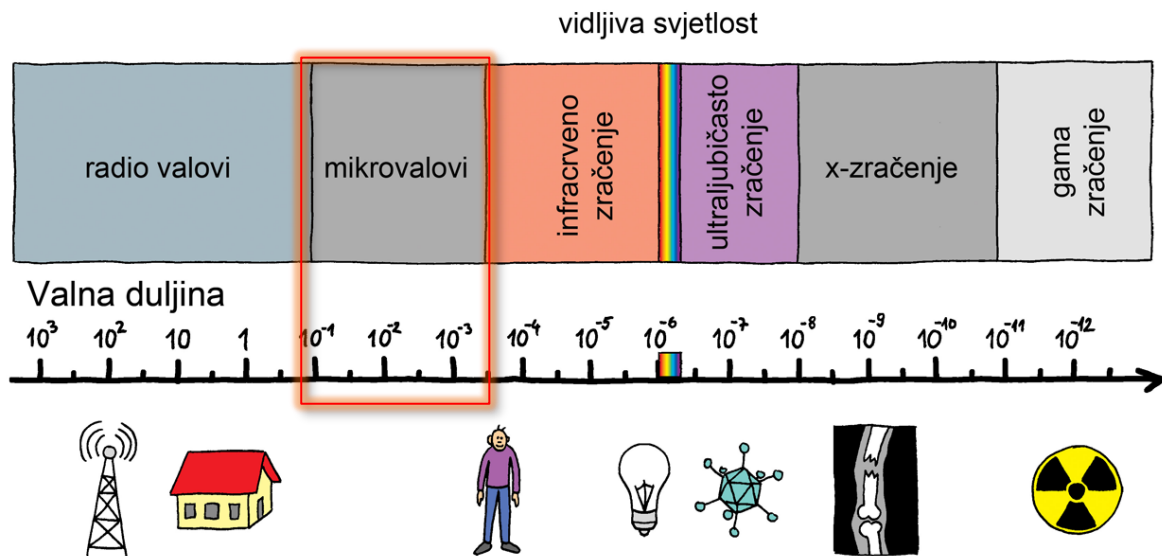 vidljiva svjetlost
radio valovi
mikrovalovi
infracrveno
zračenje
ultraljubičasto
zračenje
x-zračenje
gama
zračenje
Valna duljina
10³ 10² 10 1 10⁻¹ 10⁻² 10⁻³ 10⁻⁴ 10⁻⁵ 10⁻⁶ 10⁻⁷ 10⁻⁸ 10⁻⁹ 10⁻¹⁰ 10⁻¹¹ 10⁻¹²